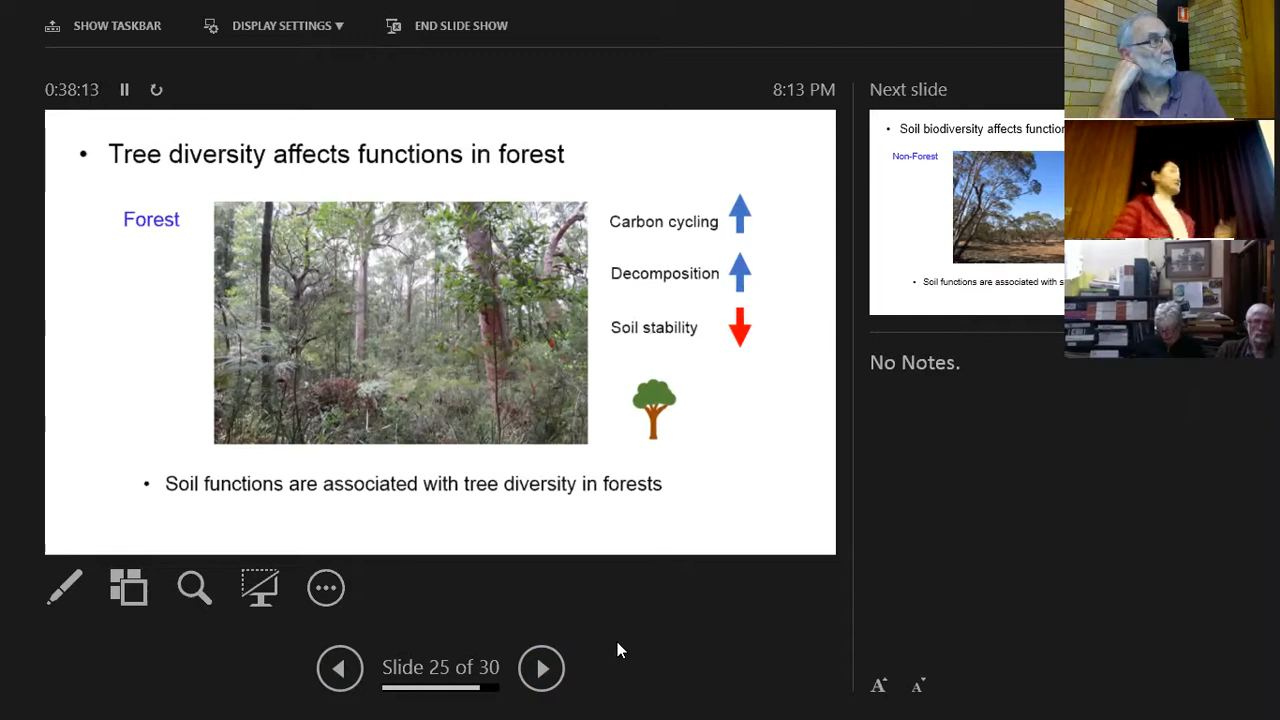 SHOW TASKBAR
DISPLAY SETTINGS ▼
END SLIDE SHOW
0:38:13
8:13 PM
• Tree diversity affects functions in forest
Forest
Carbon cycling
Decomposition
Soil stability
• Soil functions are associated with tree diversity in forests
Slide 25 of 30
Next slide
• Soil biodiversity affects
Non-Forest
• Soil functions are associated with
No Notes.
A
A